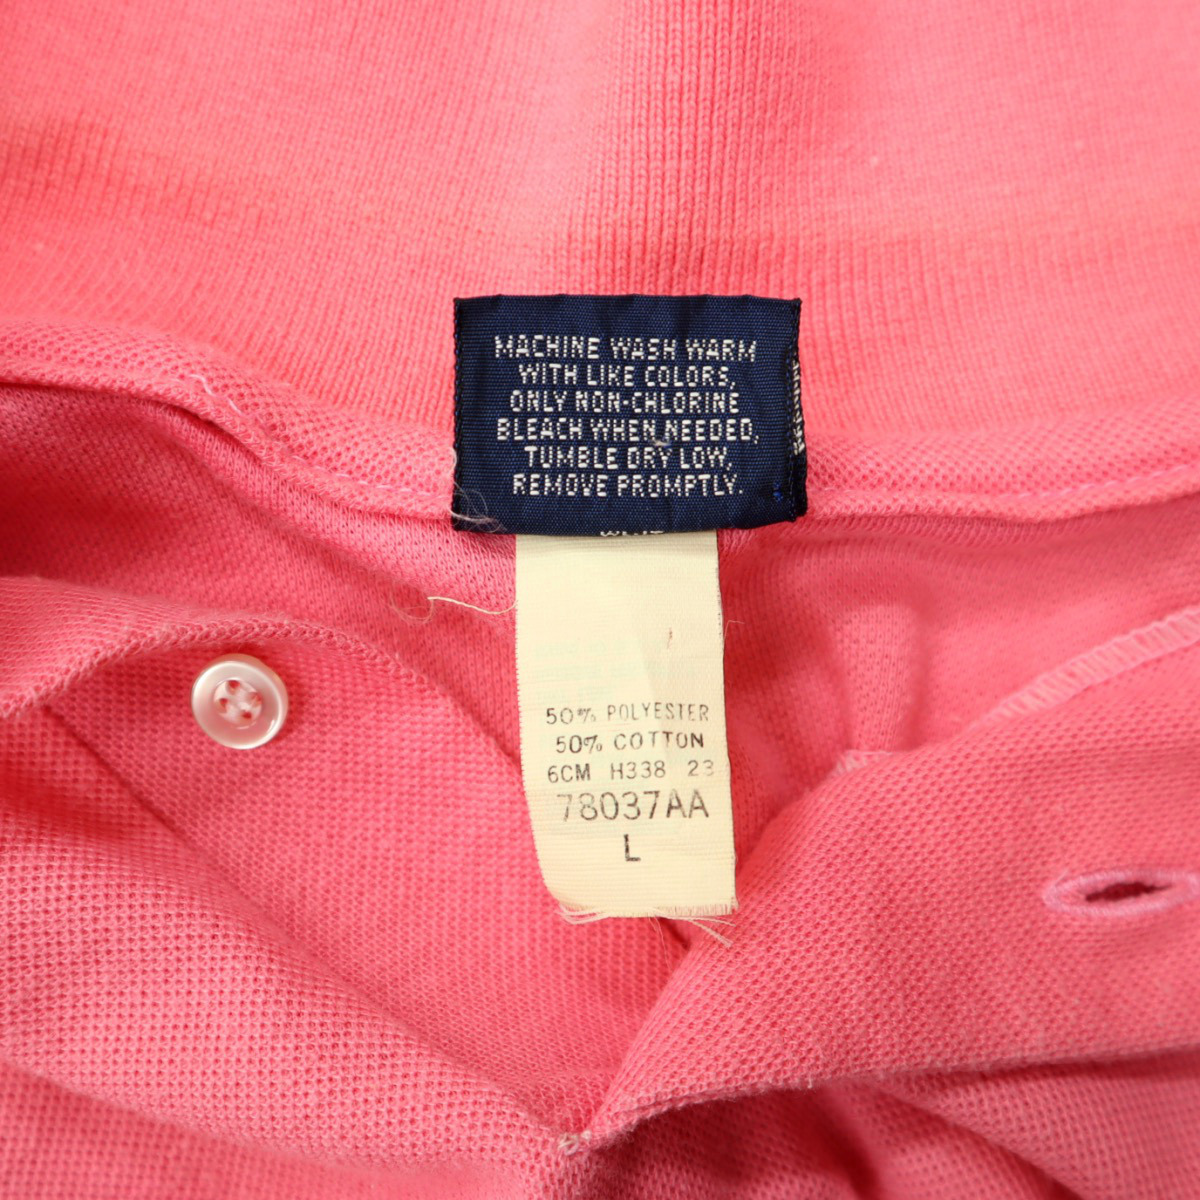 MACHINE WASH WARM
WITH LIKE COLORS,
ONLY NON-CHLORINE
BLEACH WHEN NEEDED,
TUMBLE DRY LOW,
REMOVE PROMPTLY.
50% POLYESTER
50% COTTON
6CM H338 23
78037AA
L